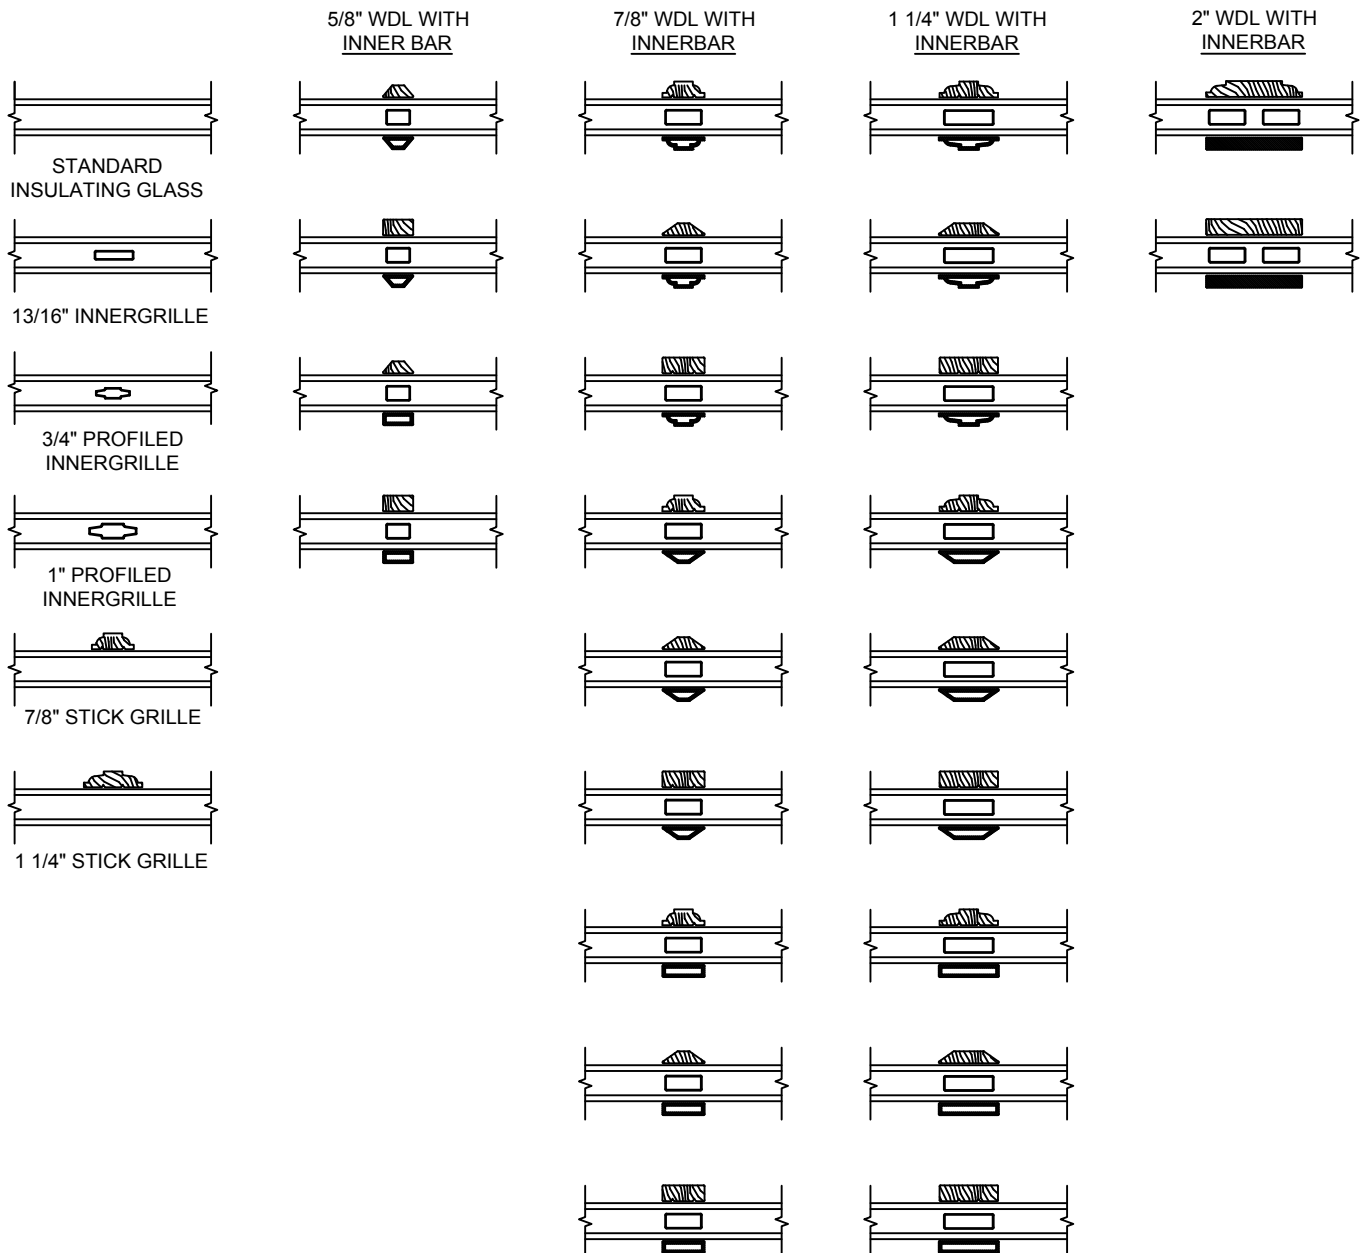 5/8" WDL WITH
INNER BAR
7/8" WDL WITH
INNERBAR
1 1/4" WDL WITH
INNERBAR
2" WDL WITH
INNERBAR
STANDARD
INSULATING GLASS
13/16" INNERGRILLE
3/4" PROFILED
INNERGRILLE
1" PROFILED
INNERGRILLE
7/8" STICK GRILLE
1 1/4" STICK GRILLE